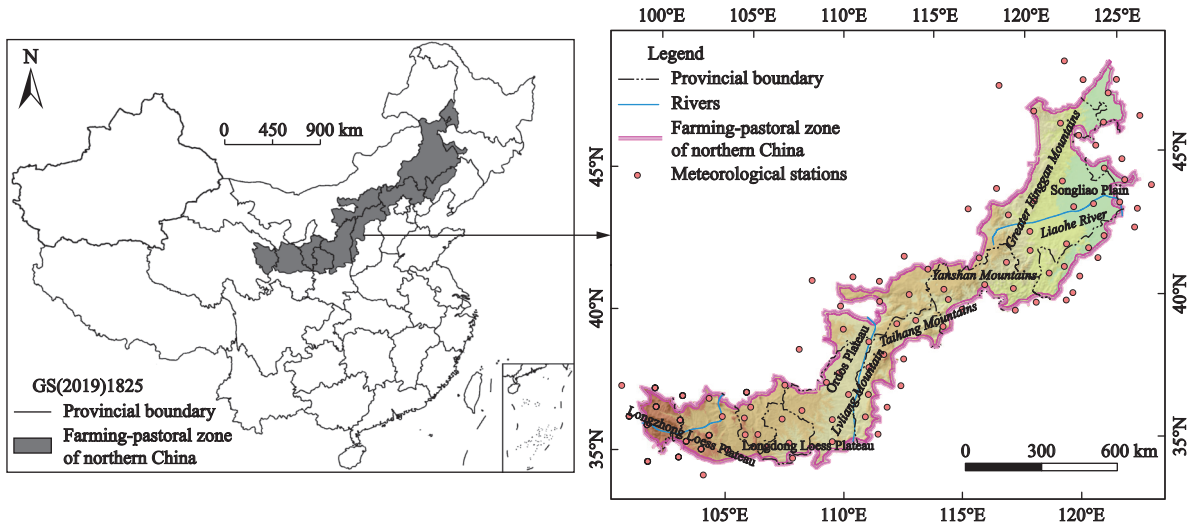 N
0 450 900 km
GS(2019)1825
Provincial boundary
Farming-pastoral zone
of northern China
100°E 105°E 110°E 115°E 120°E 125°E
Legend
Provincial boundary
Rivers
Farming-pastoral zone
of northern China
Meteorological stations
45°N
40°N
35°N
45°N
40°N
35°N
Greater Hinggan Mountains
Songliao Plain
Liaohe River
Yanshan Mountains
Taihang Mountains
Ordos Plateau
Lvliang Mountain
Longzhong Loess Plateau
Longdong Loess Plateau
0 300 600 km
105°E 110°E 115°E 120°E